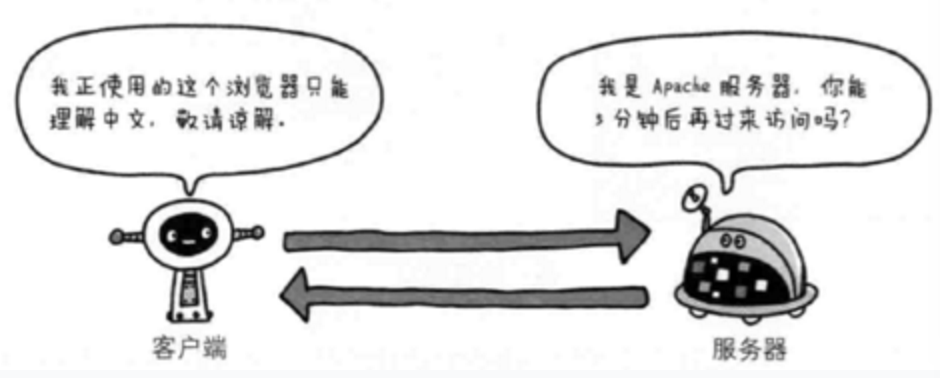 我正使用的这个浏览器只能
理解中文，敬请谅解。
我是 Apache 服务器，你能
5 分钟后再过来访问吗？
客户端
服务器